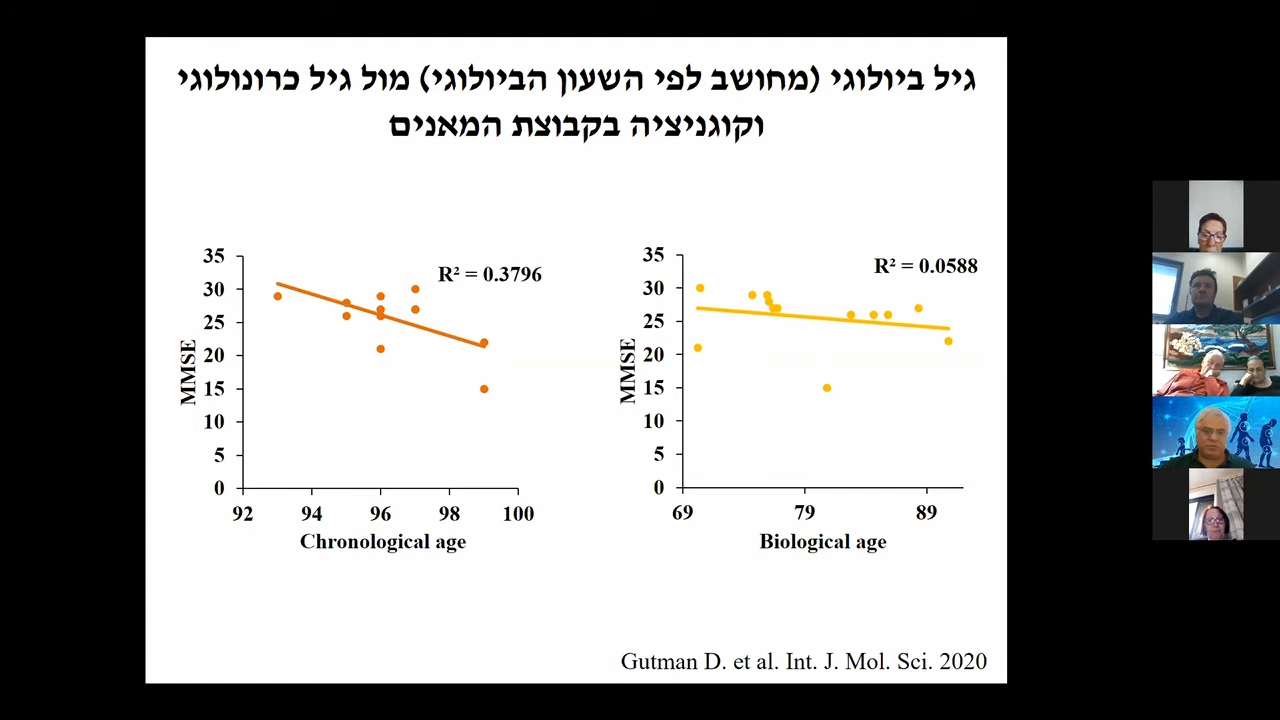 גיל ביולוגי (מחושב לפי השעון הביולוגי) מול גיל כרונולוגי
וקוגניציה בקבוצת המאנים
R² = 0.3796
MMSE
35
30
25
20
15
10
5
0
92 94 96 98 100
Chronological age
R² = 0.0588
MMSE
35
30
25
20
15
10
5
0
69 79 89
Biological age
Gutman D. et al. Int. J. Mol. Sci. 2020